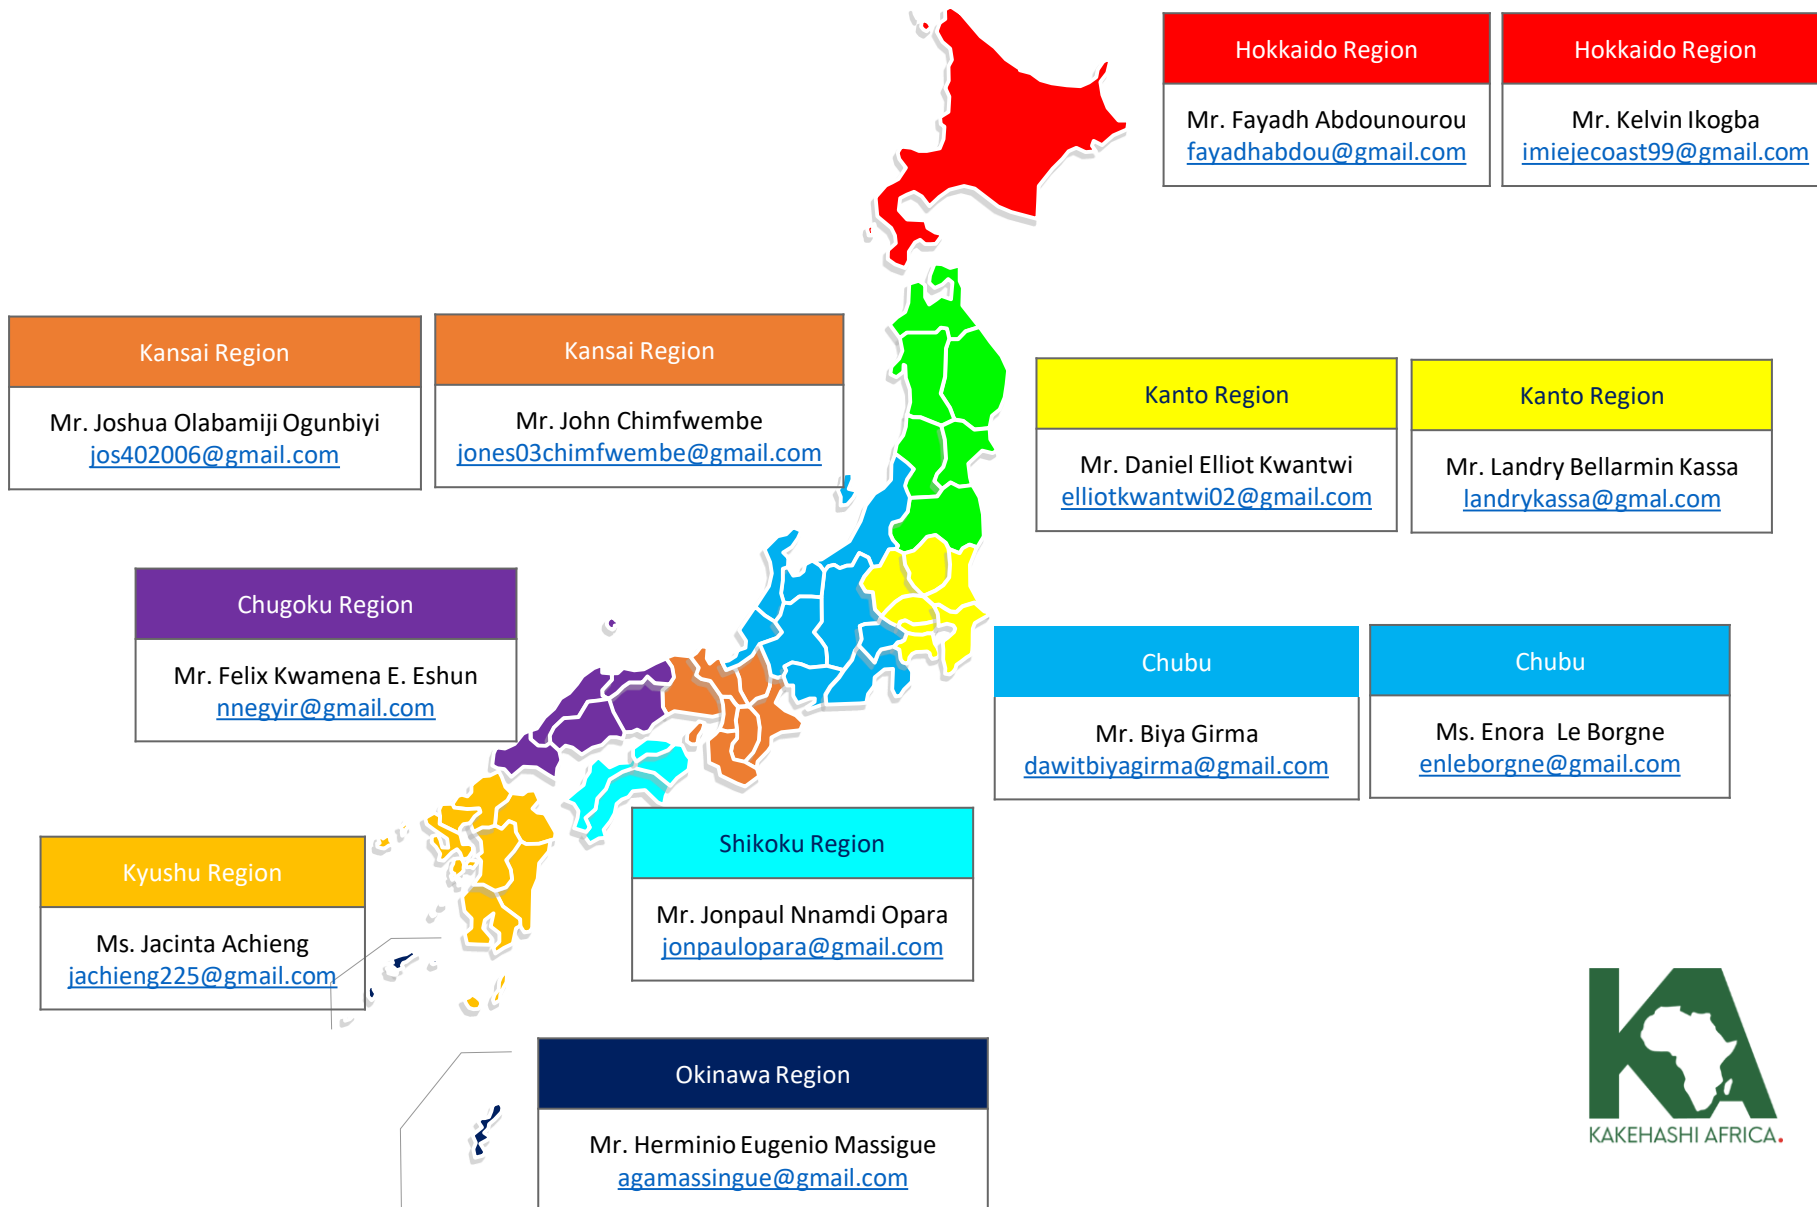 Hokkaido Region
Mr. Fayadh Abdounourou
fayadhabdou@gmail.com
Hokkaido Region
Mr. Kelvin Ikogba
imiejecoast99@gmail.com
Kansai Region
Mr. Joshua Olabamiji Ogunbiyi
jos402006@gmail.com
Kansai Region
Mr. John Chimfwembe
jones03chimfwembe@gmail.com
Kanto Region
Mr. Daniel Elliot Kwantwi
elliotkwantwi02@gmail.com
Kanto Region
Mr. Landry Bellarmin Kassa
landrykassa@gmal.com
Chugoku Region
Mr. Felix Kwamena E. Eshun
nnegyir@gmail.com
Chubu
Mr. Biya Girma
dawitbiyagirma@gmail.com
Chubu
Ms. Enora Le Borgne
enleborgne@gmail.com
Kyushu Region
Ms. Jacinta Achieng
jachieng225@gmail.com
Shikoku Region
Mr. Jonpaul Nnamdi Opara
jonpaulopara@gmail.com
Okinawa Region
Mr. Herminio Eugenio Massigue
agamassingue@gmail.com
KA
KAKEHASHI AFRICA.